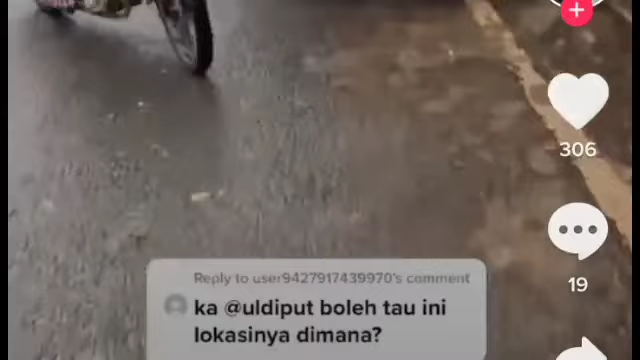 306
19
Reply to user9427917439970's comment
ka @uldiput boleh tau ini
lokasinya dimana?